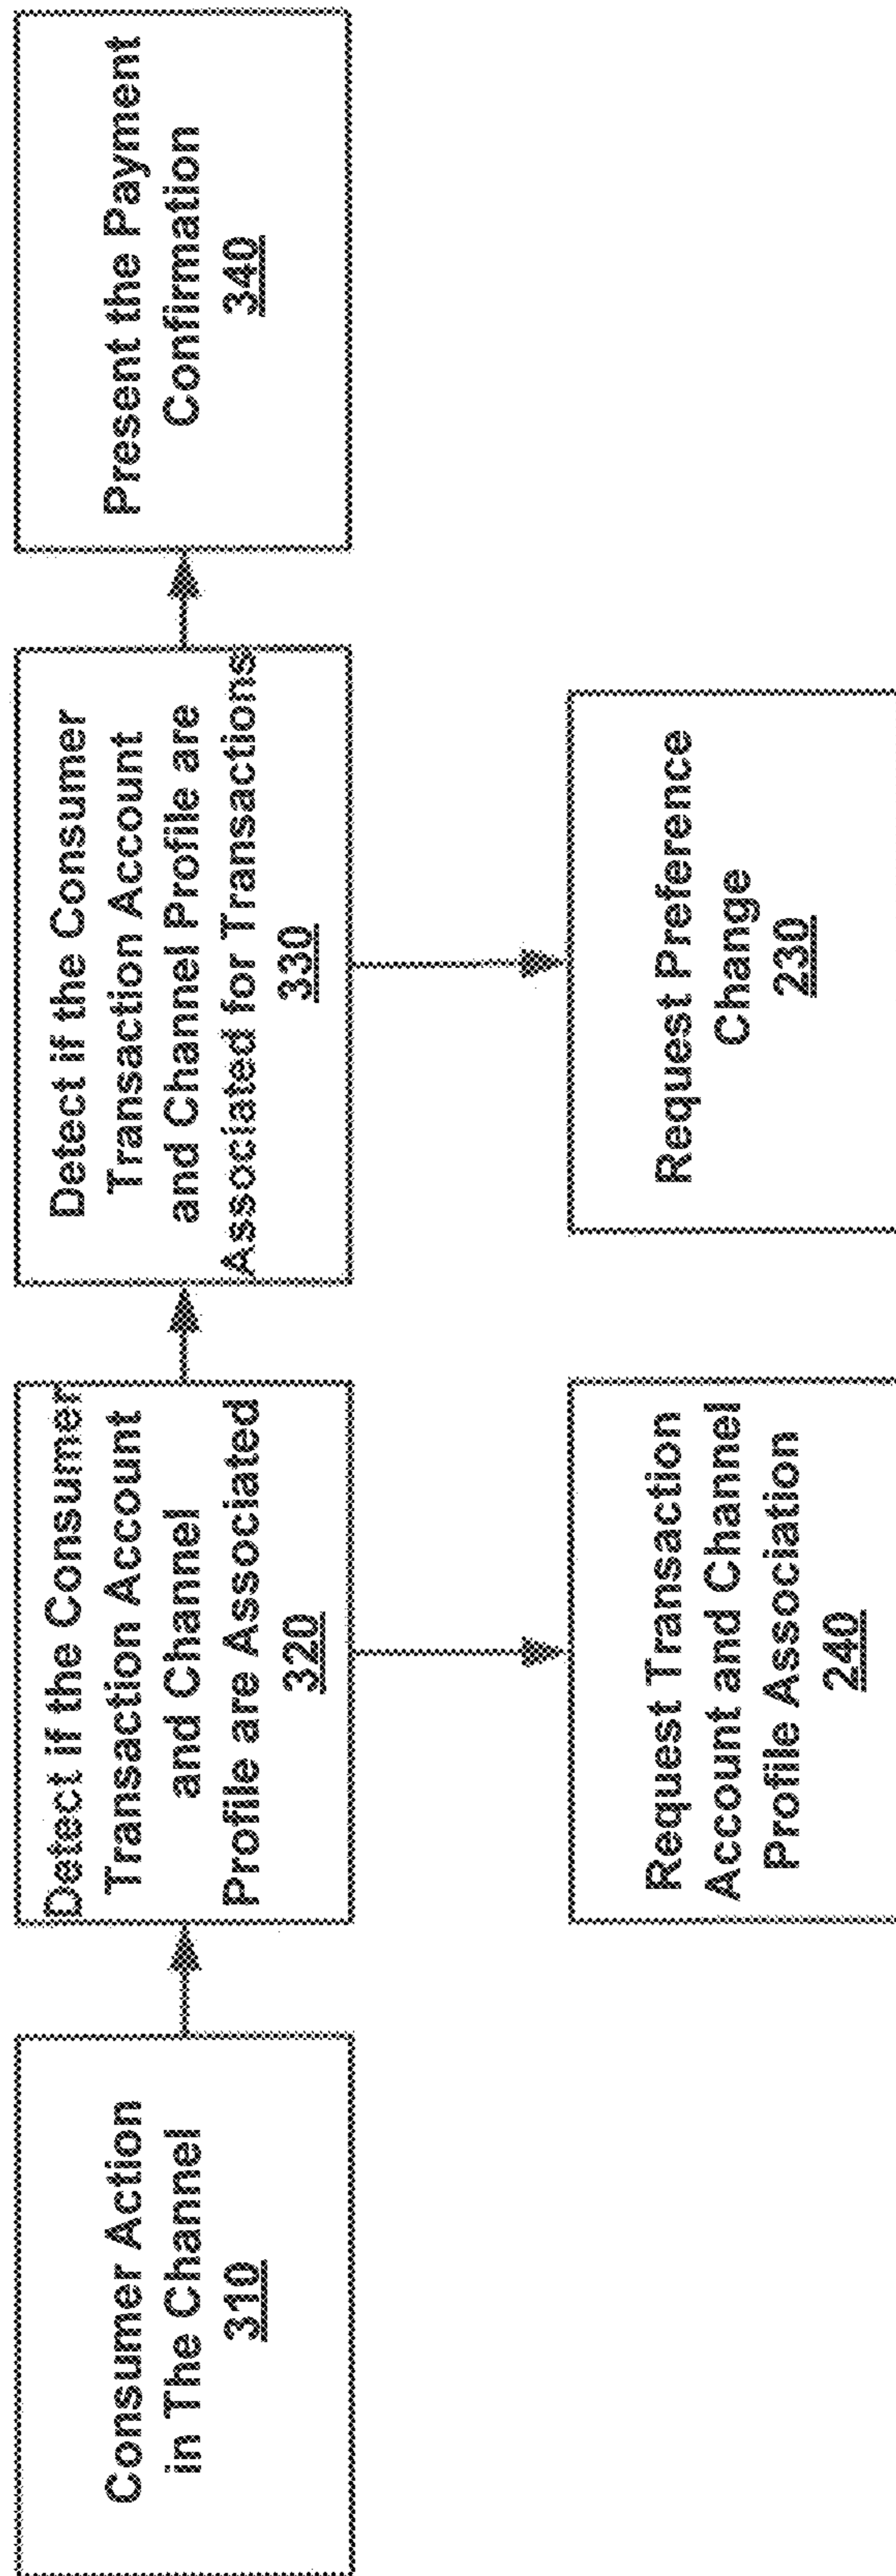 Consumer Action
in The Channel
310
Detect if the Consumer
Transaction Account
and Channel
Profile are Associated
320
Detect if the Consumer
Transaction Account
and Channel Profile are
Associated for Transactions
330
Present the Payment
Confirmation
340
Request Transaction
Account and Channel
Profile Association
240
Request Preference
Change
230